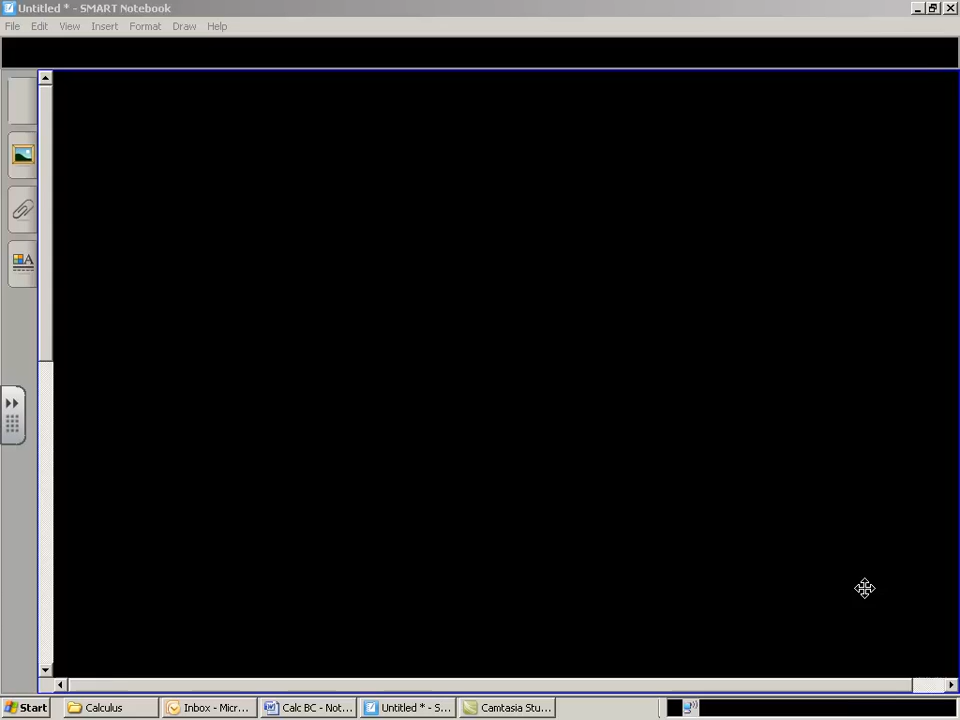 Untitled * - SMART Notebook
File Edit View Insert Format Draw Help
A
Start Calculus Inbox - Micr... Calc BC - Not... Untitled * - S... Camtasia Stu...